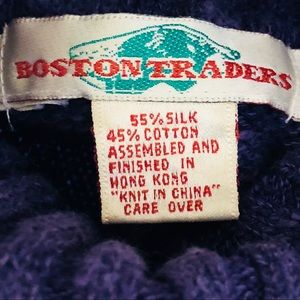 BOSTON TRADERS
55% SILK
45% COTTON
ASSEMBLED AND
FINISHED IN
HONG KONG
"KNIT IN CHINA"
CARE OVER